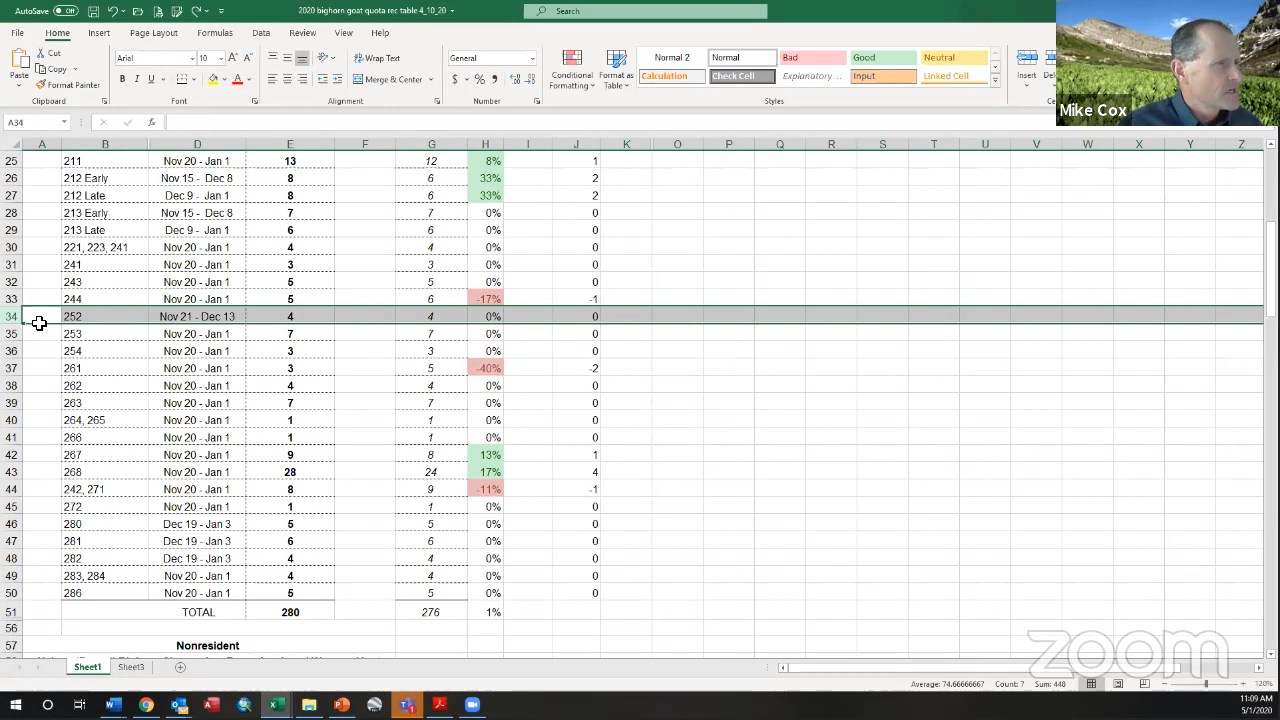 AutoSave Off 2020 bighorn goat quota rec table 4_10_20 Search
File Home Insert Page Layout Formulas Data Review View Help
Paste Cut Copy Format Painter Clipboard
Arial 10 Font
Merge & Center Alignment
General $ % Number
Conditional Formatting Format as Table
Normal 2 Normal Bad Good Neutral
Calculation Check Cell Explanatory ... Input Linked Cell
Styles
Insert
Mike Cox
A34
A B D E F G H I J K O P Q R S T U V W X Y Z
25 211 Nov 20 - Jan 1 13 12 8% 1
26 212 Early Nov 15 - Dec 8 8 6 33% 2
27 212 Late Dec 9 - Jan 1 8 6 33% 2
28 213 Early Nov 15 - Dec 8 7 7 0% 0
29 213 Late Dec 9 - Jan 1 6 6 0% 0
30 221, 223, 241 Nov 20 - Jan 1 4 4 0% 0
31 241 Nov 20 - Jan 1 3 3 0% 0
32 243 Nov 20 - Jan 1 5 5 0% 0
33 244 Nov 20 - Jan 1 5 6 -17% -1
34 252 Nov 21 - Dec 13 4 4 0% 0
35 253 Nov 20 - Jan 1 7 7 0% 0
36 254 Nov 20 - Jan 1 3 3 0% 0
37 261 Nov 20 - Jan 1 3 5 -40% -2
38 262 Nov 20 - Jan 1 4 4 0% 0
39 263 Nov 20 - Jan 1 7 7 0% 0
40 264, 265 Nov 20 - Jan 1 1 1 0% 0
41 266 Nov 20 - Jan 1 1 1 0% 0
42 267 Nov 20 - Jan 1 9 8 13% 1
43 268 Nov 20 - Jan 1 28 24 17% 4
44 242, 271 Nov 20 - Jan 1 8 9 -11% -1
45 272 Nov 20 - Jan 1 1 1 0% 0
46 280 Dec 19 - Jan 3 5 5 0% 0
47 281 Dec 19 - Jan 3 6 6 0% 0
48 282 Dec 19 - Jan 3 4 4 0% 0
49 283, 284 Nov 20 - Jan 1 4 4 0% 0
50 286 Nov 20 - Jan 1 5 5 0% 0
51 TOTAL 280 276 1%
56
57 Nonresident
zoom
Sheet1 Sheet3
Average: 74.66666667 Count: 7 Sum: 448 120%
11:09 AM
5/1/2020